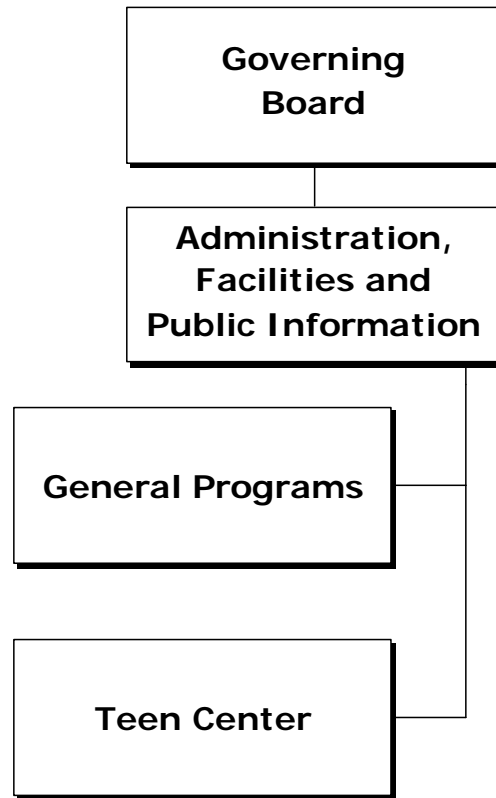 Governing
Board
Administration,
Facilities and
Public Information
General Programs
Teen Center